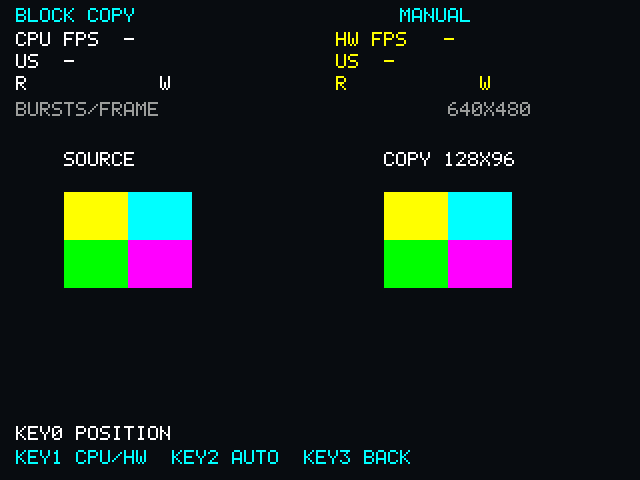 BLOCK COPY MANUAL
CPU FPS - HW FPS -
US - US -
R W R W
BURSTS/FRAME 640X480
SOURCE COPY 128X96
KEY0 POSITION
KEY1 CPU/HW KEY2 AUTO KEY3 BACK